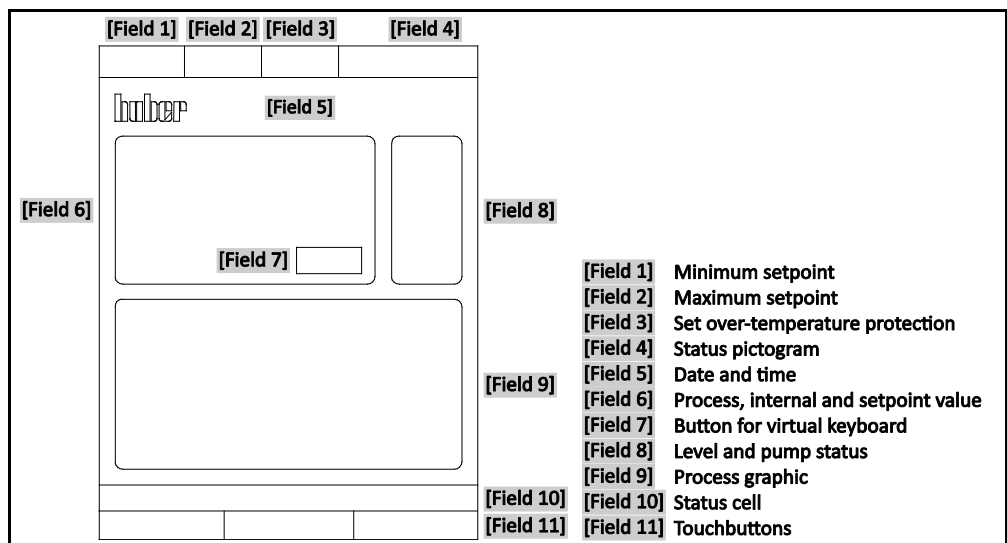 [Field 1] [Field 2] [Field 3] [Field 4]
huber
[Field 5]
[Field 6]
[Field 7]
[Field 8]
[Field 9]
[Field 10]
[Field 11]
[Field 1] Minimum setpoint
[Field 2] Maximum setpoint
[Field 3] Set over-temperature protection
[Field 4] Status pictogram
[Field 5] Date and time
[Field 6] Process, internal and setpoint value
[Field 7] Button for virtual keyboard
[Field 8] Level and pump status
[Field 9] Process graphic
[Field 10] Status cell
[Field 11] Touchbuttons